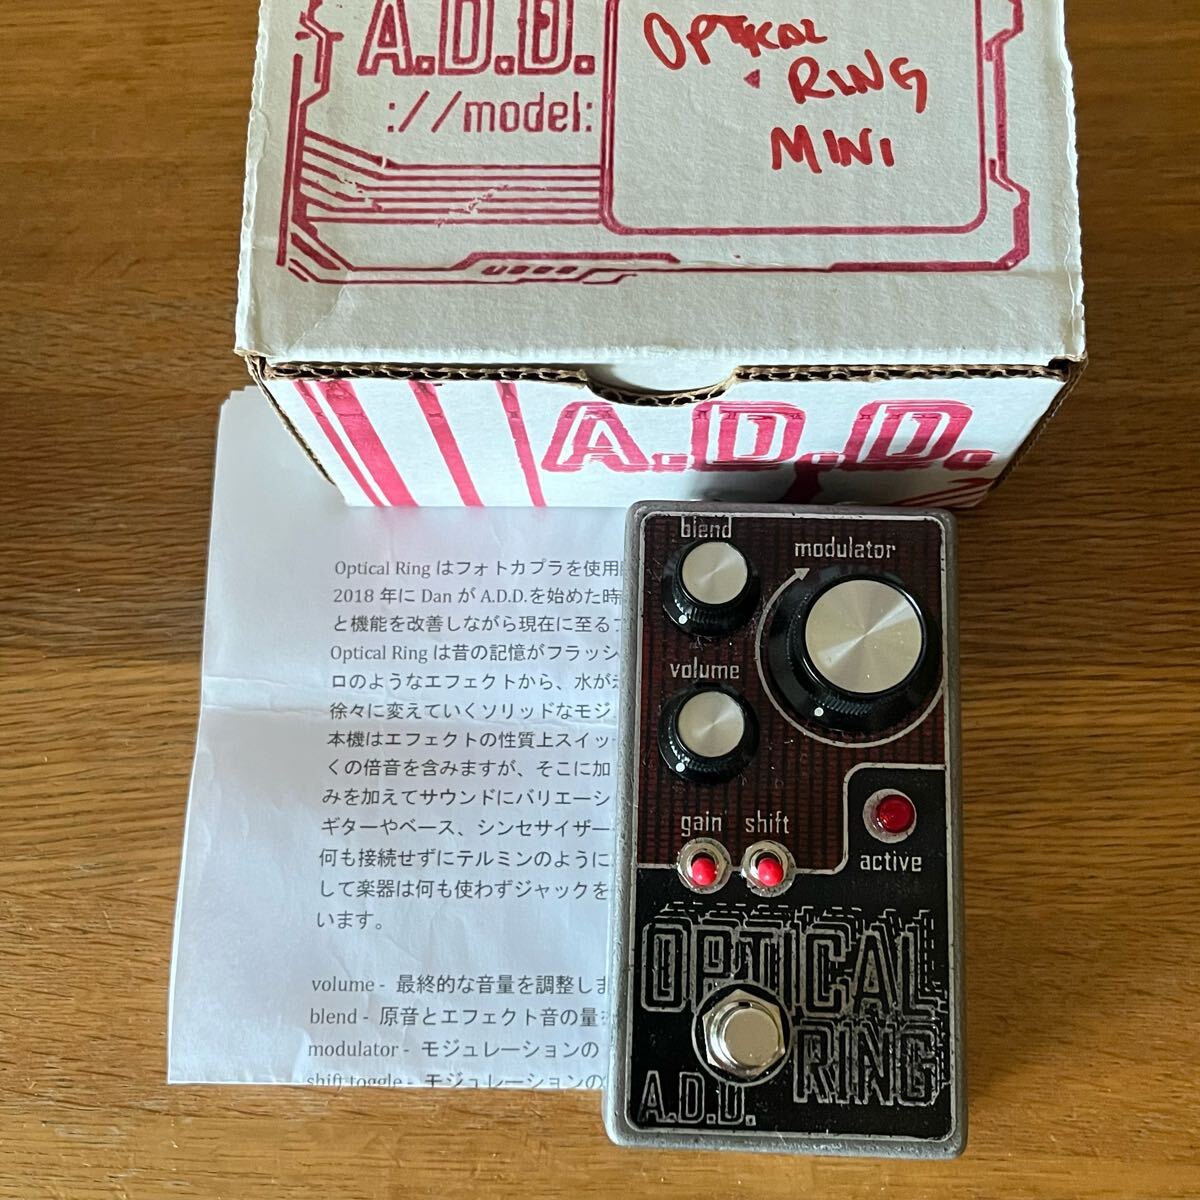 A.D.D.
://model:
OPTICAL
RING
MINI
A.D.D.
Optical Ring はフォトカプラを使用
2018 年に Dan が A.D.D.を始めた時
と機能を改善しながら現在に至る
Optical Ring は昔の記憶がフラッシ
ロのようなエフェクトから、水が
徐々に変えていくソリッドなモジ
本機はエフェクトの性質上スイッ
くの倍音を含みますが、そこに加
みを加えてサウンドにバリエーシ
ギターやベース、シンセサイザー
何も接続せずにテルミンのように
して楽器は何も使わずジャックを
います。
volume - 最終的な音量を調整しま
blend - 原音とエフェクト音の量
modulator - モジュレーションの
shift toggle - モジュレーションの
blend
modulator
volume
gain shift
active
OPTICAL
RING
A.D.D.